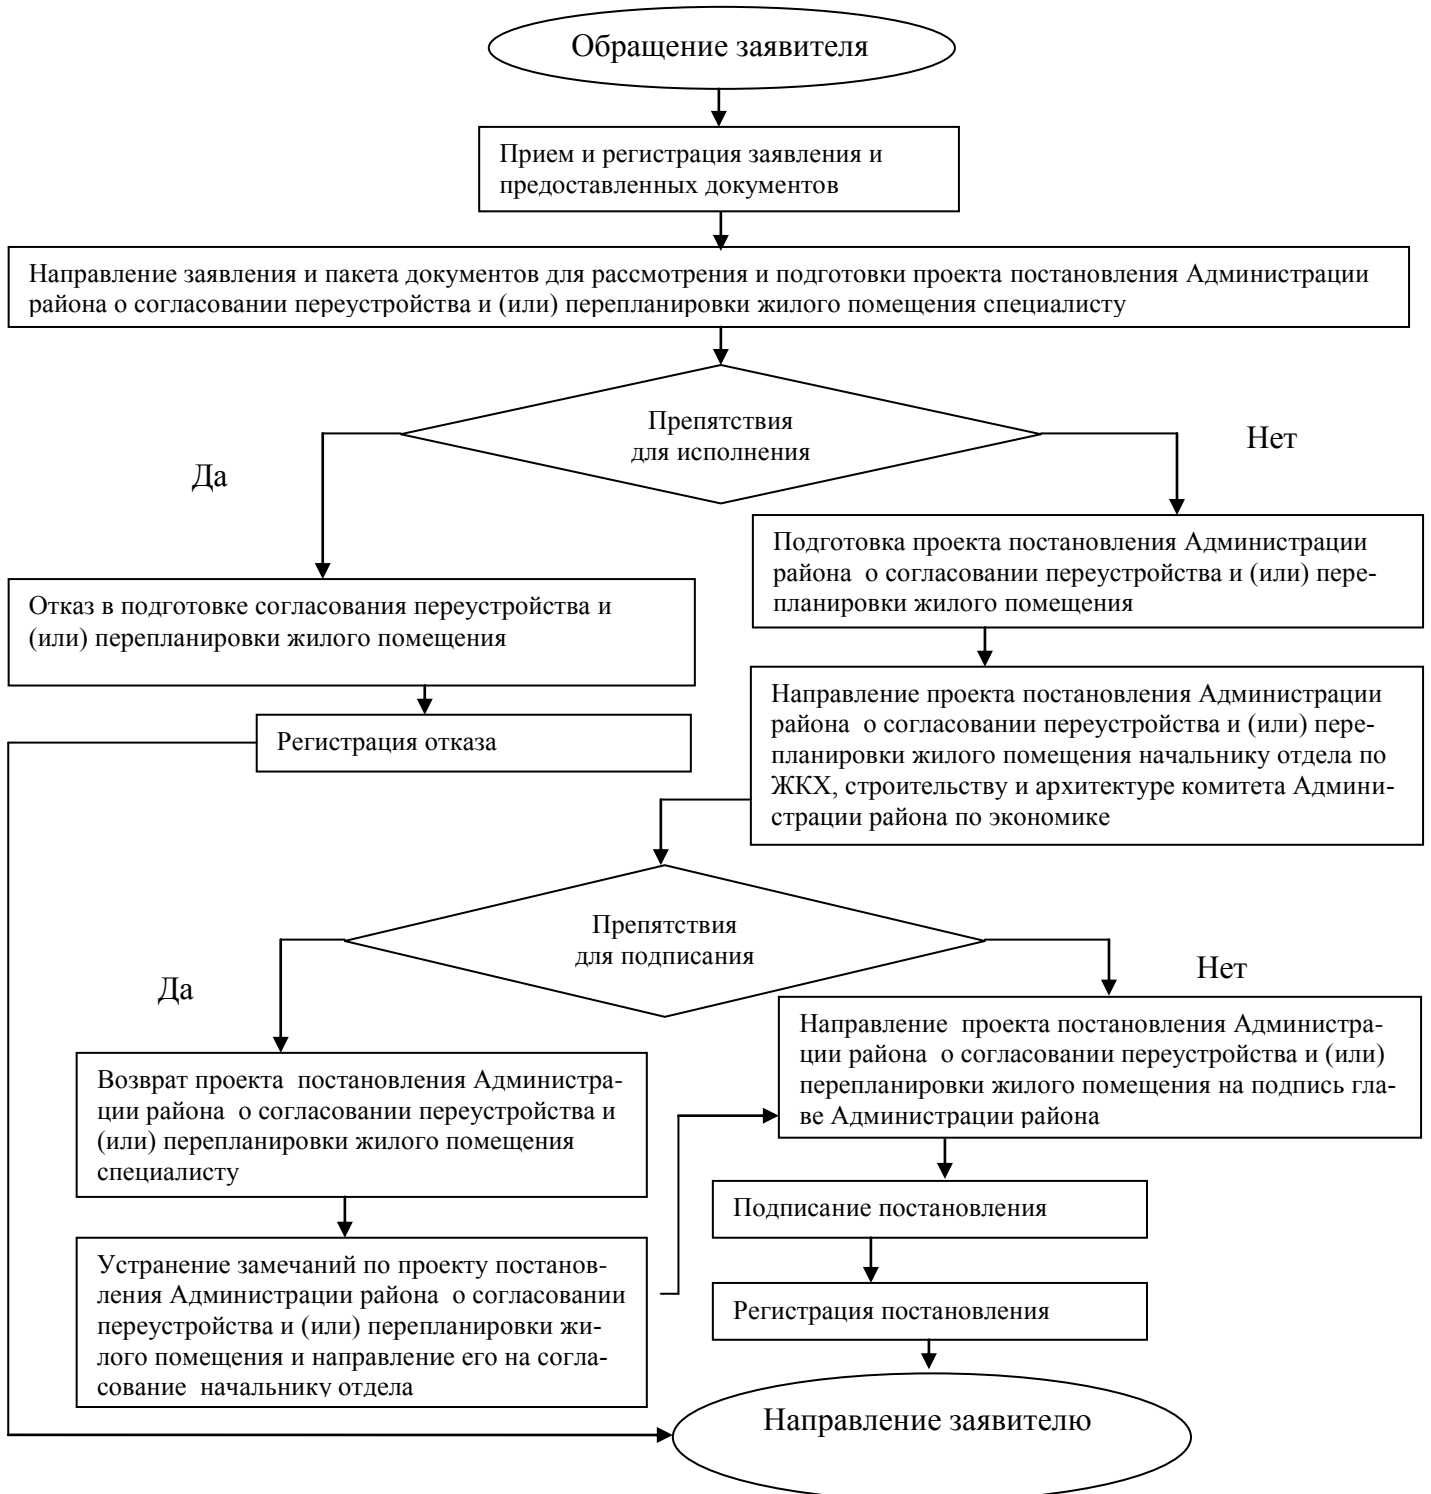 Обращение заявителя
Прием и регистрация заявления и
предоставленных документов
Направление заявления и пакета документов для рассмотрения и подготовки проекта постановления Администрации
района о согласовании переустройства и (или) перепланировки жилого помещения специалисту
Препятствия
для исполнения
Да
Нет
Отказ в подготовке согласования переустройства и
(или) перепланировки жилого помещения
Регистрация отказа
Подготовка проекта постановления Администрации
района  о согласовании переустройства и (или) пере-
планировки жилого помещения
Направление проекта постановления Администрации
района  о согласовании переустройства и (или) пере-
планировки жилого помещения начальнику отдела по
ЖКХ, строительству и архитектуре комитета Админи-
страции района по экономике
Препятствия
для подписания
Да
Нет
Возврат проекта  постановления Администра-
ции района  о согласовании переустройства и
(или) перепланировки жилого помещения
специалисту
Устранение замечаний по проекту постанов-
ления Администрации района  о согласовании
переустройства и (или) перепланировки жи-
лого помещения и направление его на согла-
сование  начальнику отдела
Направление  проекта постановления Администра-
ции района  о согласовании переустройства и (или)
перепланировки жилого помещения на подпись гла-
ве Администрации района
Подписание постановления
Регистрация постановления
Направление заявителю